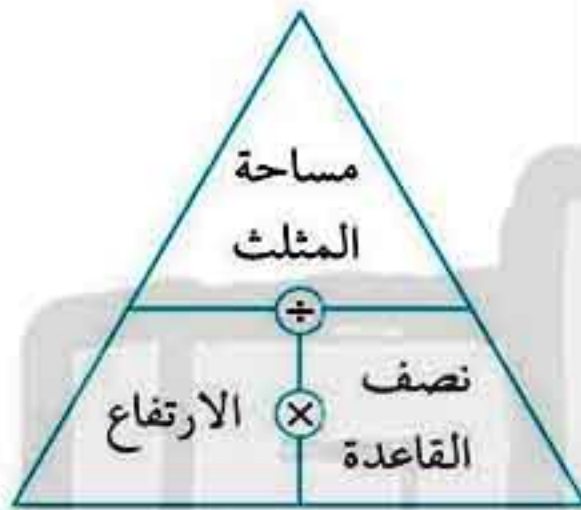 مساحة
المثلث
÷
نصف
القاعدة
×
الارتفاع